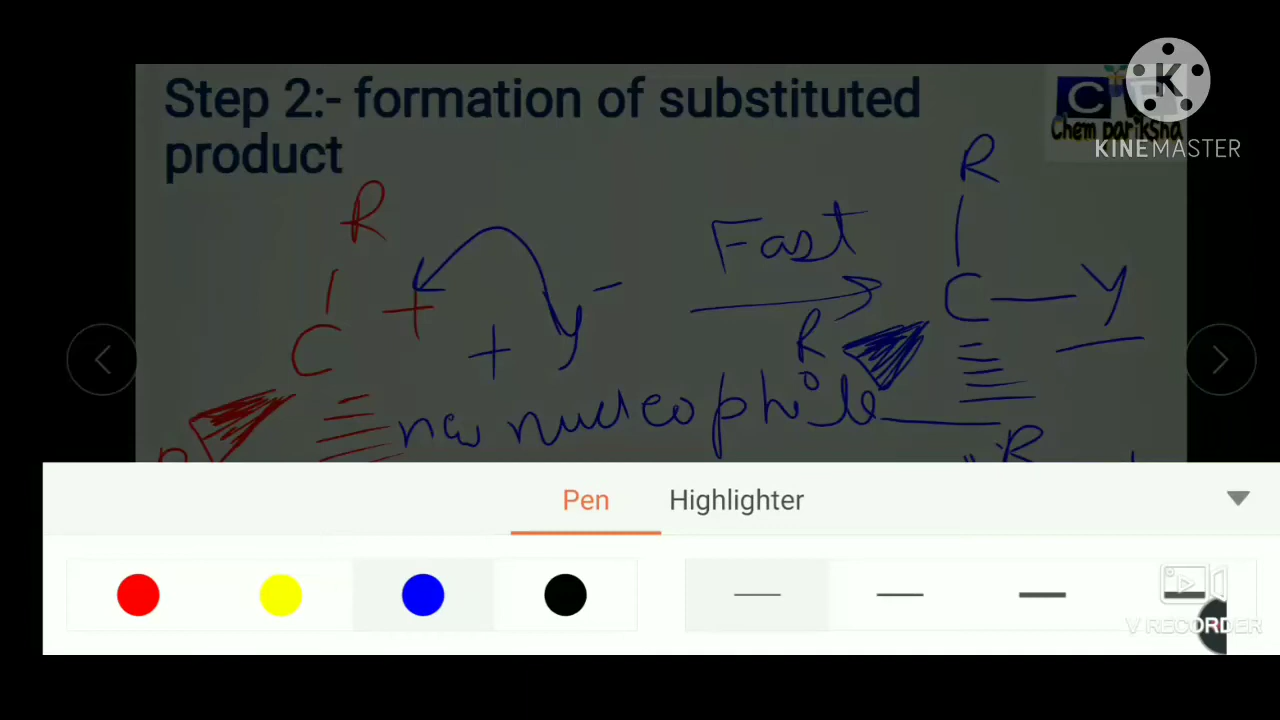 Step 2:- formation of substituted
product
C
Chem pariksha
K
KINEMASTER
R
R
Fast
C
+
+ Y -
C — Y
R
new nucleophile
R
Pen
Highlighter
V RECORDER